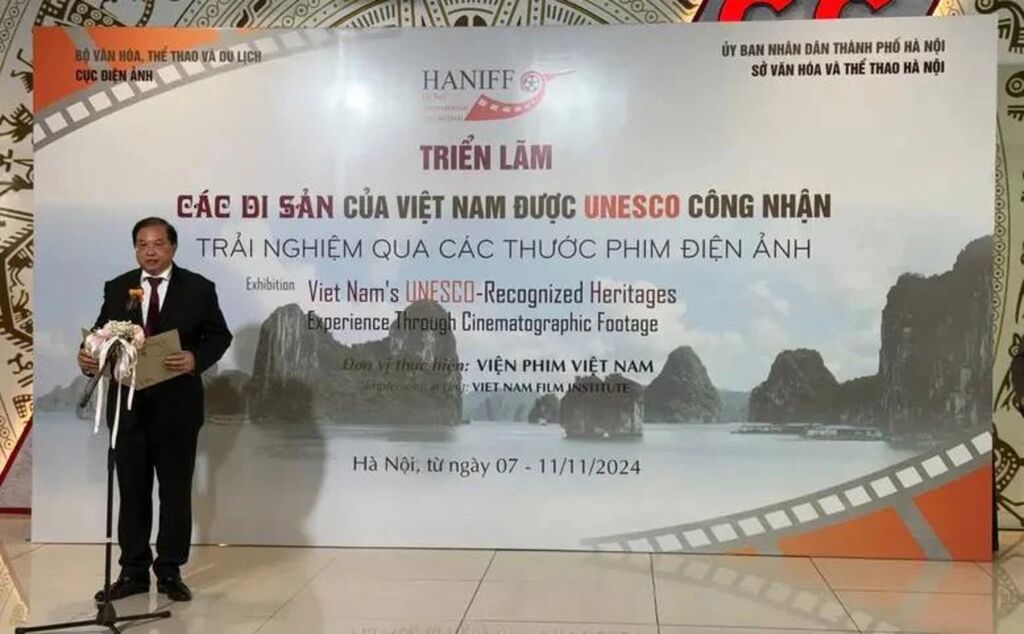 BỘ VĂN HÓA, THỂ THAO VÀ DU LỊCH
CỤC ĐIỆN ẢNH
ỦY BAN NHÂN DÂN THÀNH PHỐ HÀ NỘI
SỞ VĂN HÓA VÀ THỂ THAO HÀ NỘI
HANIFF
TRIỂN LÃM
CÁC DI SẢN CỦA VIỆT NAM ĐƯỢC UNESCO CÔNG NHẬN
TRẢI NGHIỆM QUA CÁC THƯỚC PHIM ĐIỆN ẢNH
Exhibition Viet Nam's UNESCO-Recognized Heritages
Experience Through Cinematographic Footage
Đơn vị thực hiện: VIỆN PHIM VIỆT NAM
VIET NAM FILM INSTITUTE
Hà Nội, từ ngày 07 - 11/11/2024